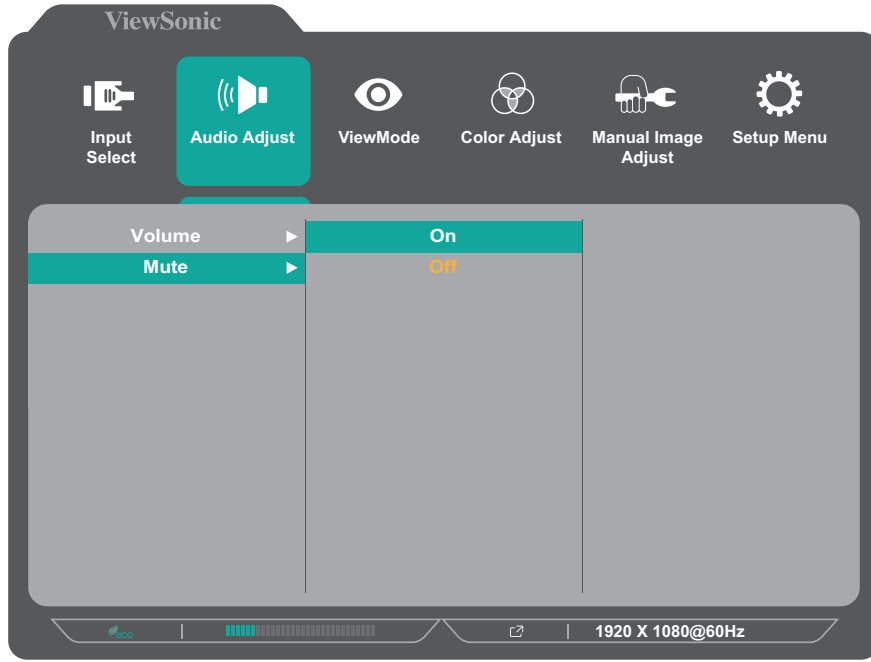 ViewSonic
Input
Select
Audio Adjust
ViewMode
Color Adjust
Manual Image
Adjust
Setup Menu
Volume
On
Mute
Off
eco
1920 X 1080@60Hz